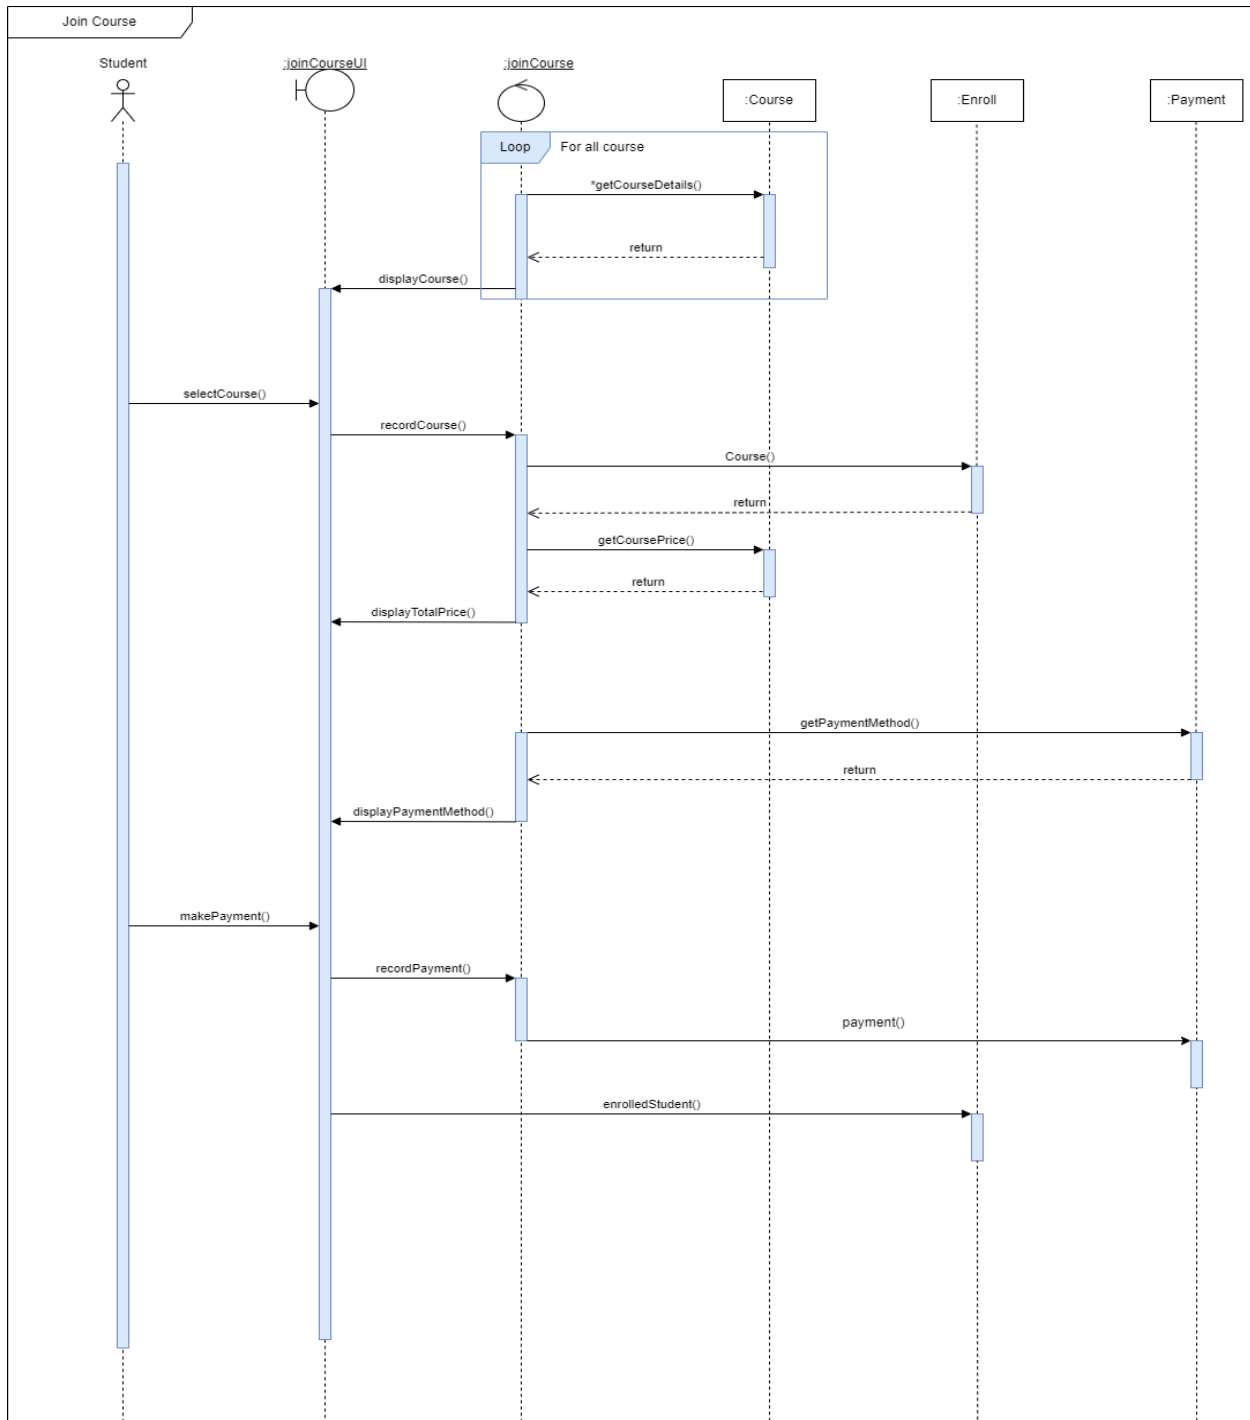 Join Course
Student
:joinCourseUI
:joinCourse
:Course
:Enroll
:Payment
Loop
For all course
*getCourseDetails()
return
displayCourse()
selectCourse()
recordCourse()
Course()
return
getCoursePrice()
return
displayTotalPrice()
getPaymentMethod()
return
displayPaymentMethod()
makePayment()
recordPayment()
payment()
enrolledStudent()